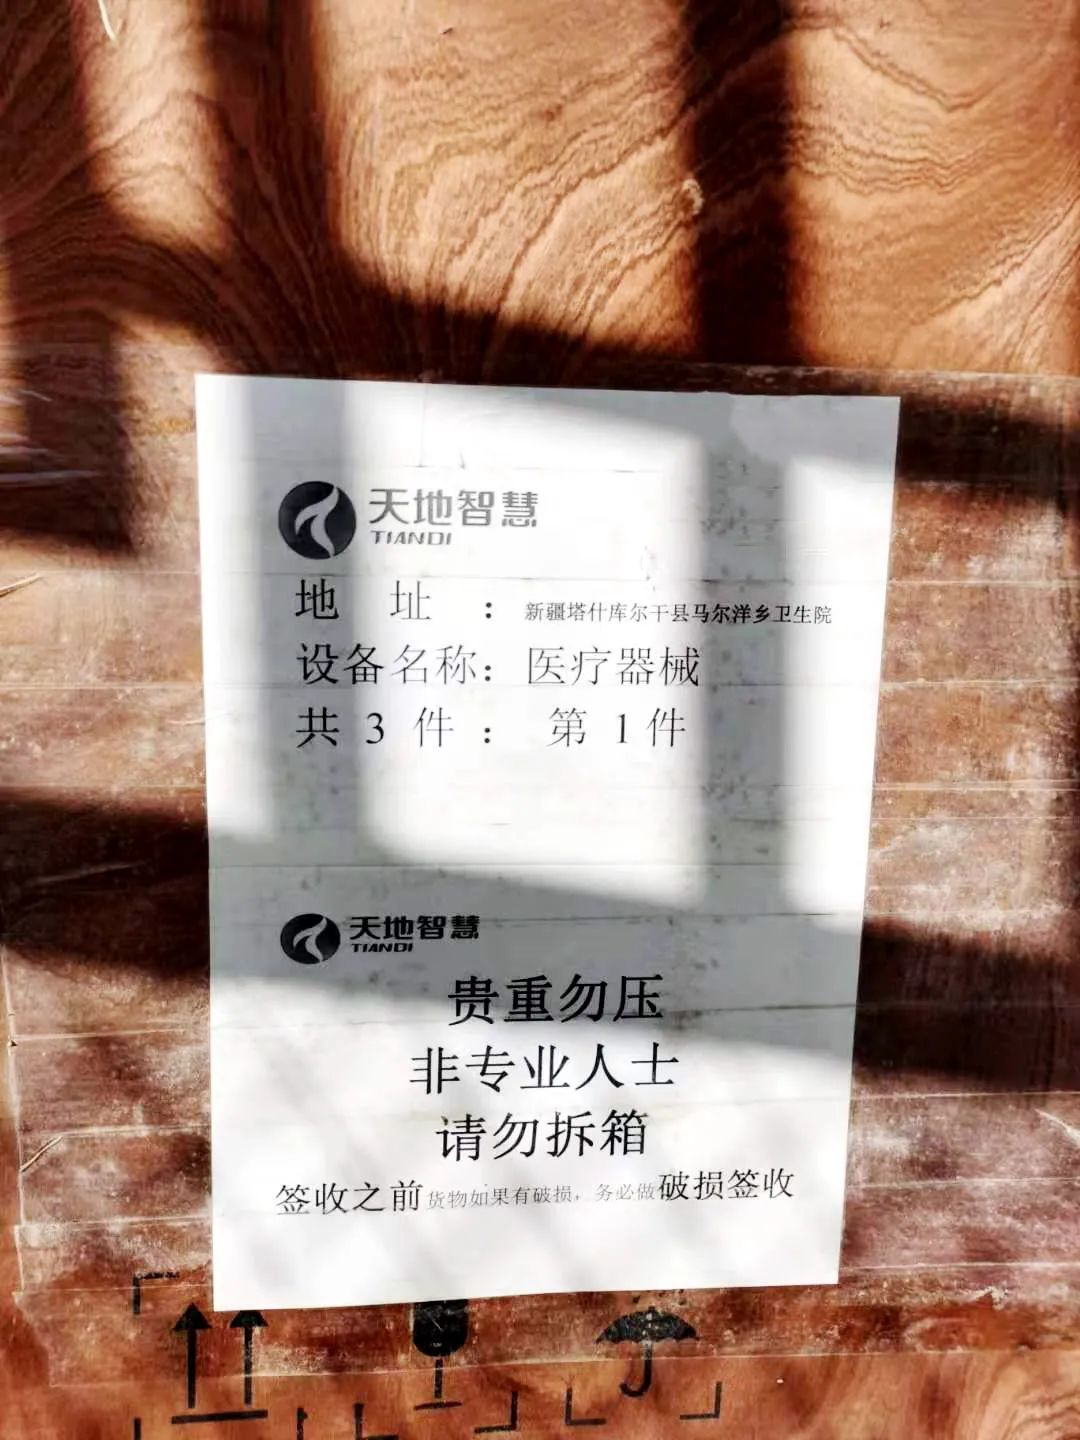 天地智慧
TIANDI
地 址 : 新疆塔什库尔干县马尔洋乡卫生院
设备名称: 医疗器械
共 3 件 : 第 1 件
天地智慧
TIANDI
贵重勿压
非专业人士
请勿拆箱
签收之前货物如果有破损，务必做破损签收